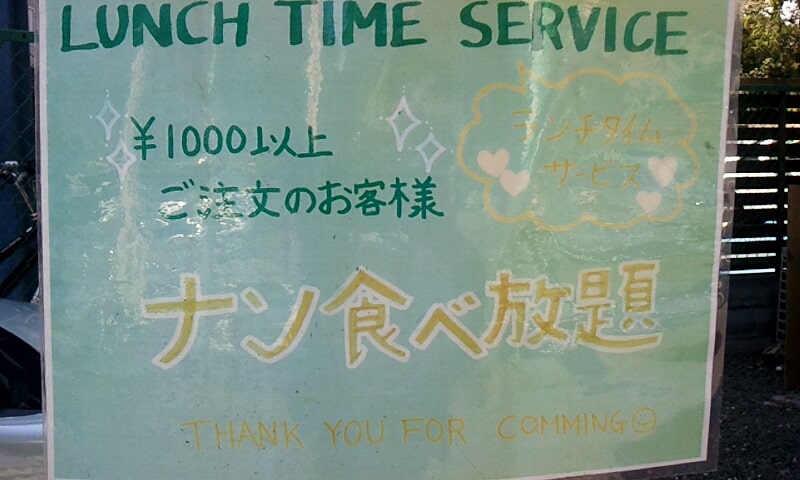 LUNCH TIME SERVICE
ランチタイム
サービス
¥1000以上
ご注文のお客様
ナン食べ放題
THANK YOU FOR COMMING☺